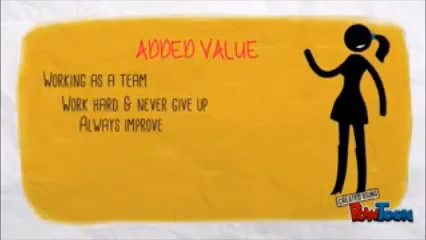 ADDED VALUE
WORKING AS A TEAM
WORK HARD & NEVER GIVE UP
ALWAYS IMPROVE
CREATED USING
POWTOON